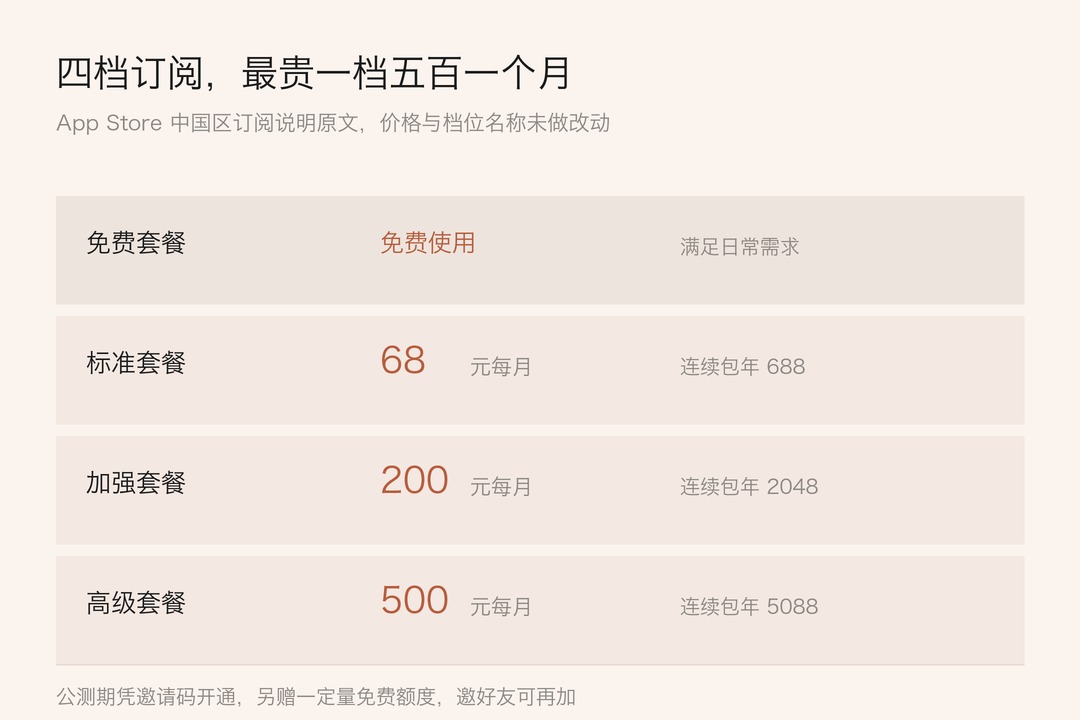 四档订阅，最贵一档五百一个月
App Store 中国区订阅说明原文，价格与档位名称未做改动
免费套餐 免费使用 满足日常需求
标准套餐 68 元每月 连续包年 688
加强套餐 200 元每月 连续包年 2048
高级套餐 500 元每月 连续包年 5088
公测期凭邀请码开通，另赠一定量免费额度，邀好友可再加